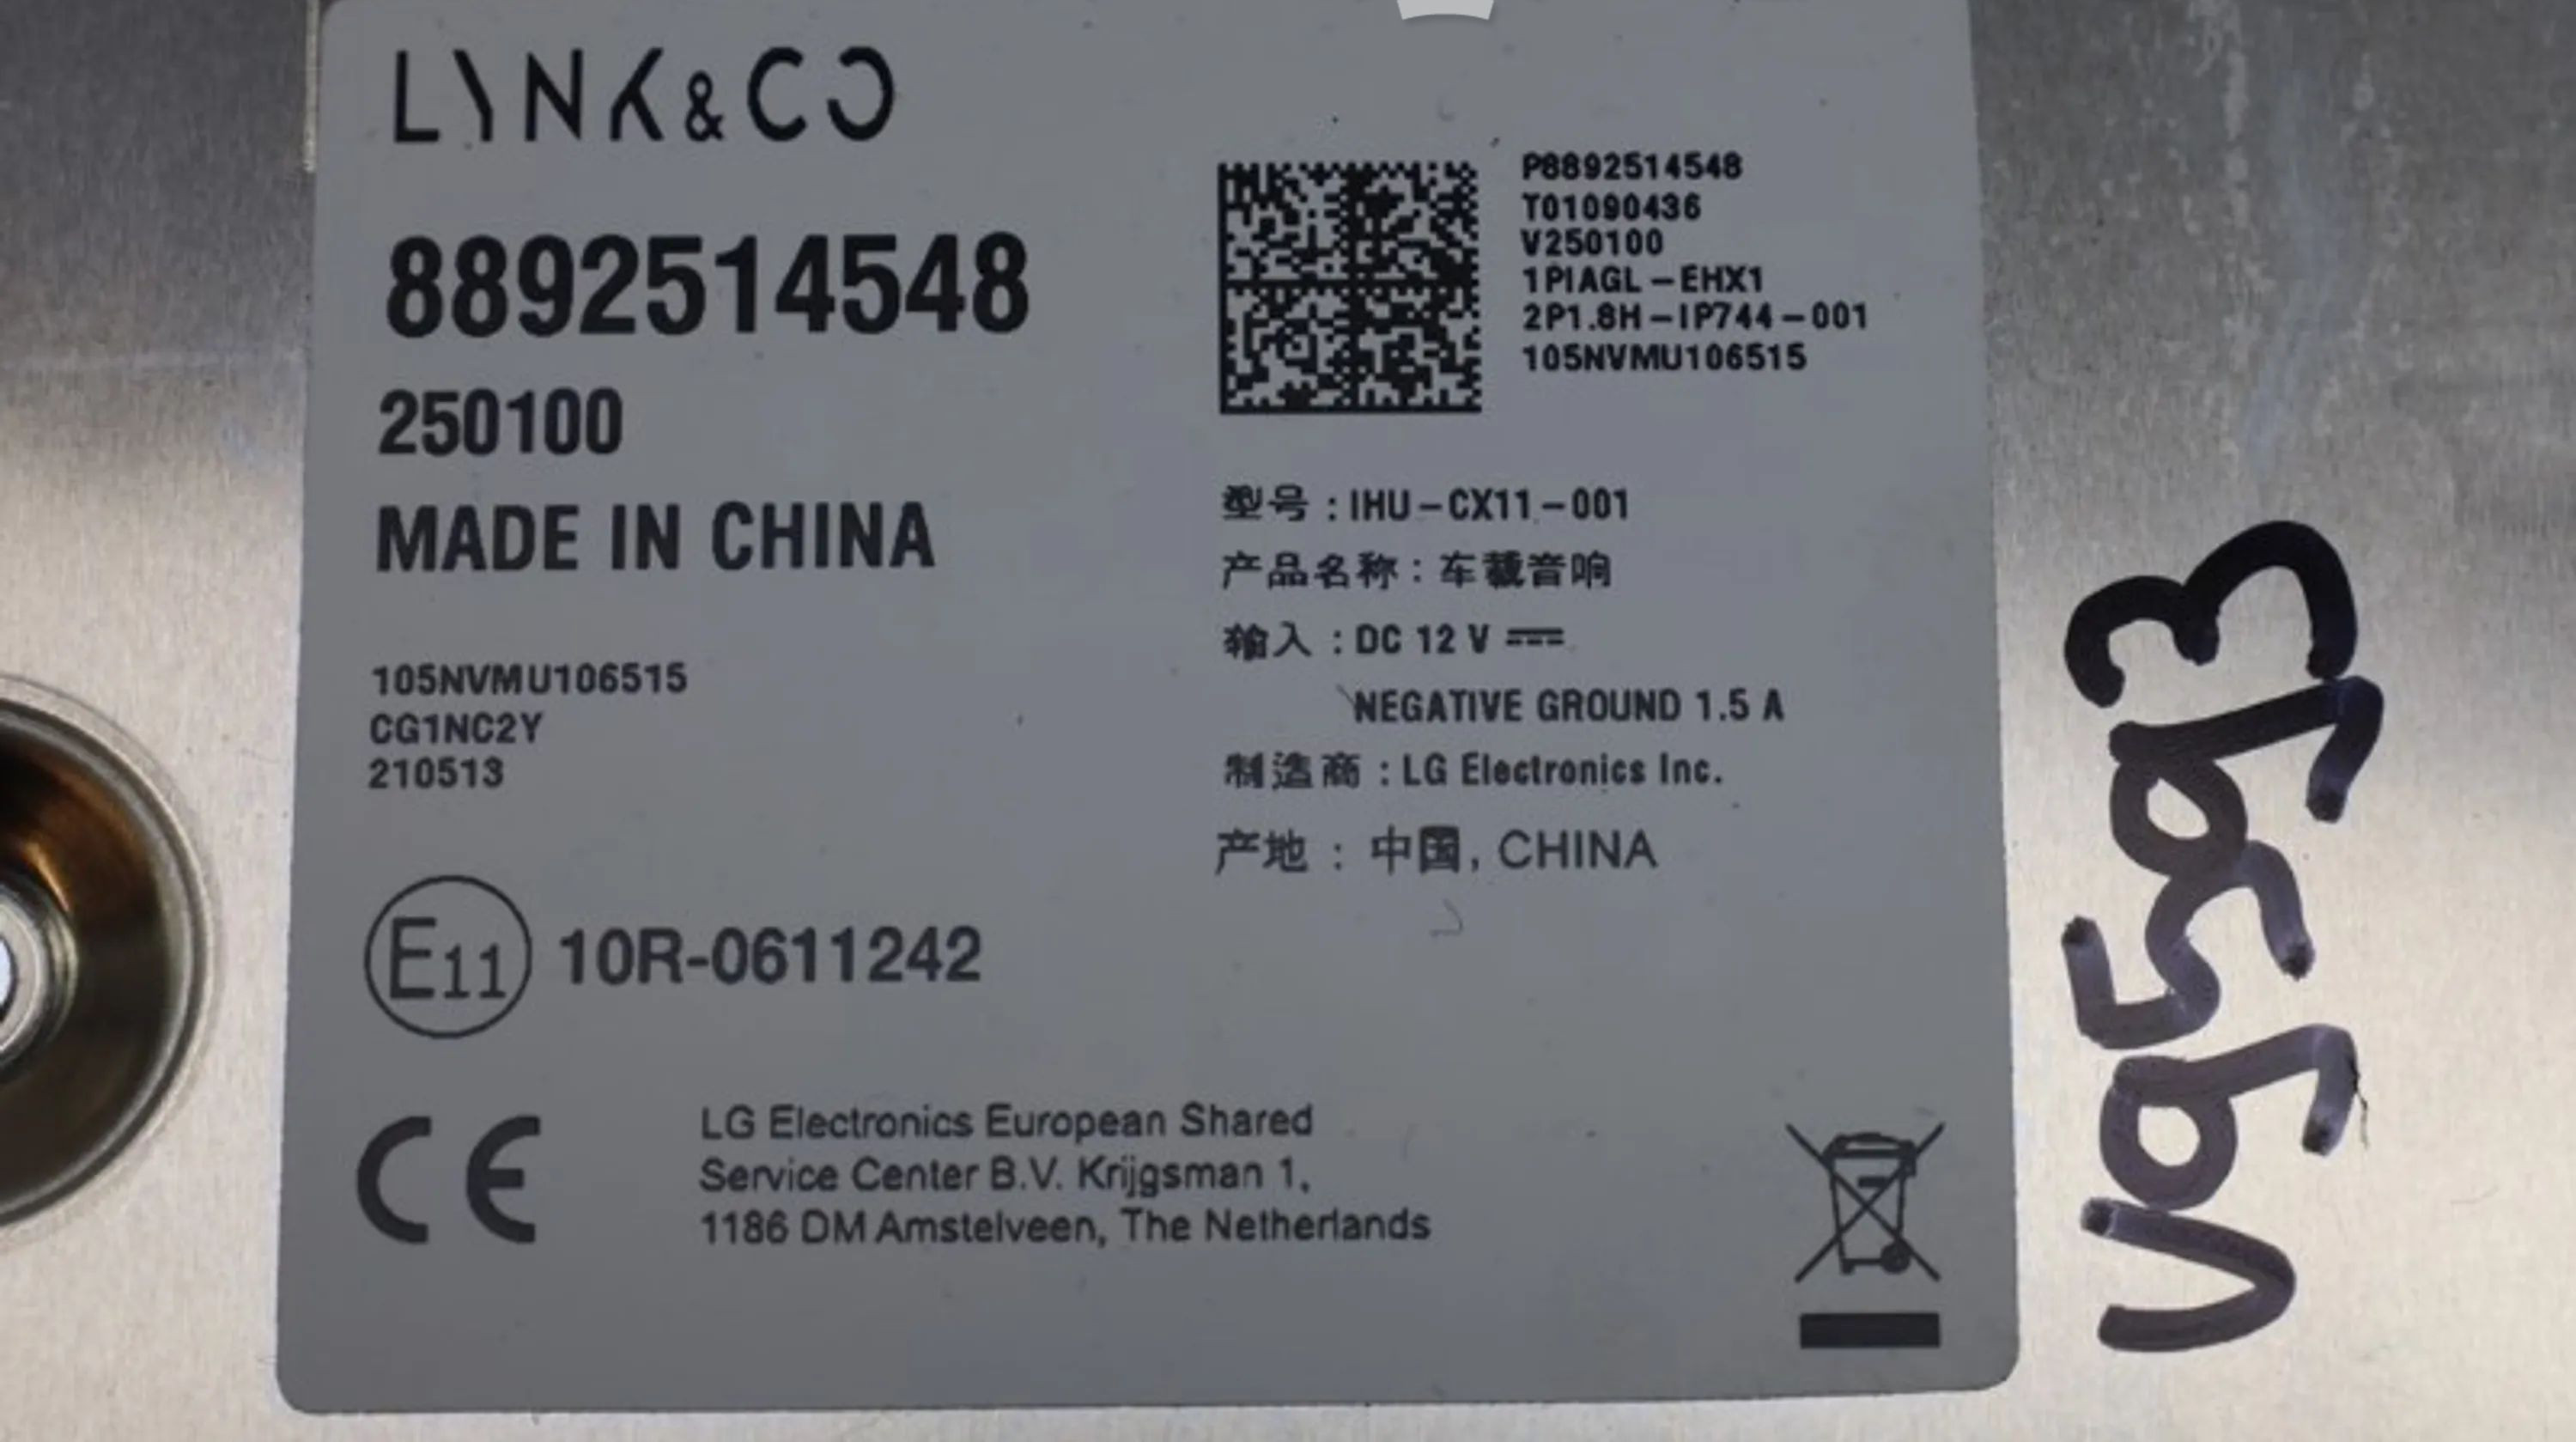 LYNK&CO
8892514548
250100
MADE IN CHINA
105NVMU106515
CG1NC2Y
210513
E11 10R-0611242
CE
LG Electronics European Shared
Service Center B.V. Krijgsman 1,
1186 DM Amstelveen, The Netherlands
P8892514548
T01090436
V250100
1PIAGL-EHX1
2P1.8H-IP744-001
105NVMU106515
型号:IHU-CX11-001
产品名称:车载音响
输入:DC 12 V ⎓
NEGATIVE GROUND 1.5 A
制造商:LG Electronics Inc.
产地:中国, CHINA
V9593